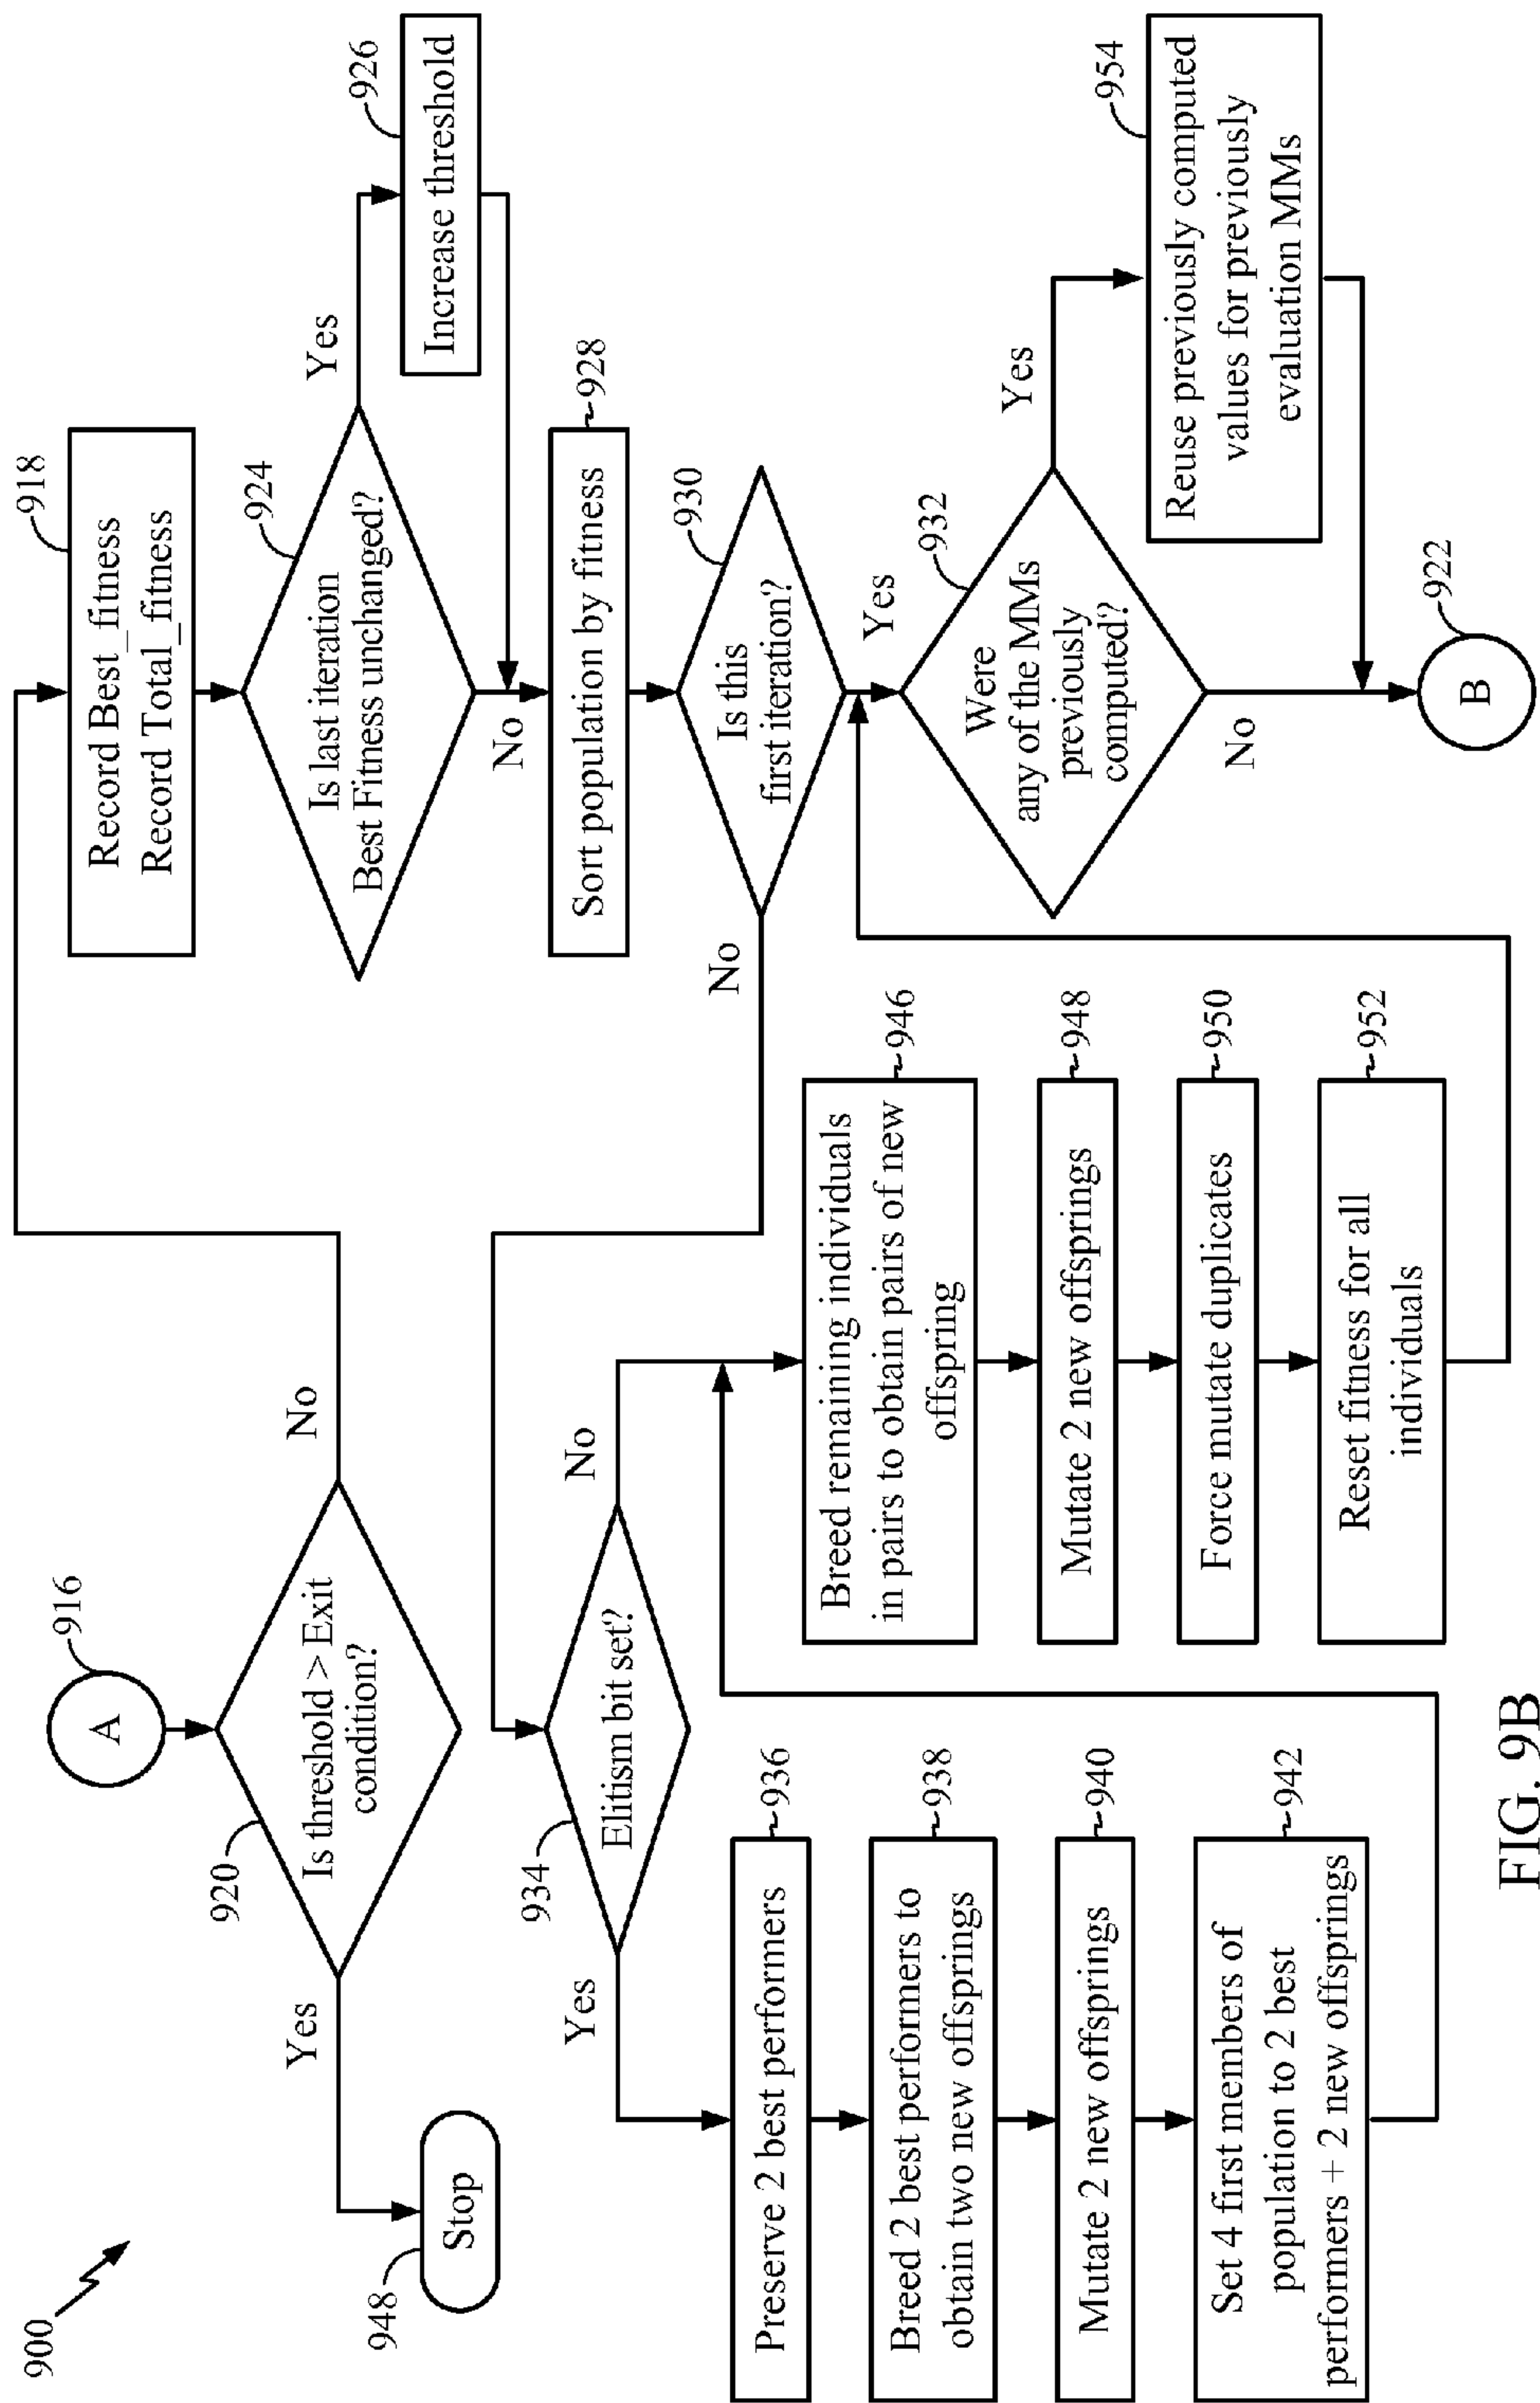 900
A
916
Is threshold > Exit
condition?
920
Yes
No
Stop
948
918
Record Best_fitness
Record Total_fitness
924
Is last iteration
Best Fitness unchanged?
Yes
No
926
Increase threshold
928
Sort population by fitness
930
Is this
first iteration?
No
Yes
934
Elitism bit set?
Yes
No
936
Preserve 2 best performers
938
Breed 2 best performers to
obtain two new offsprings
940
Mutate 2 new offsprings
942
Set 4 first members of
population to 2 best
performers + 2 new offsprings
946
Breed remaining individuals
in pairs to obtain pairs of new
offspring
948
Mutate 2 new offsprings
950
Force mutate duplicates
952
Reset fitness for all
individuals
932
Were
any of the MMs
previously
computed?
Yes
No
954
Reuse previously computed
values for previously
evaluation MMs
922
B
FIG. 9B